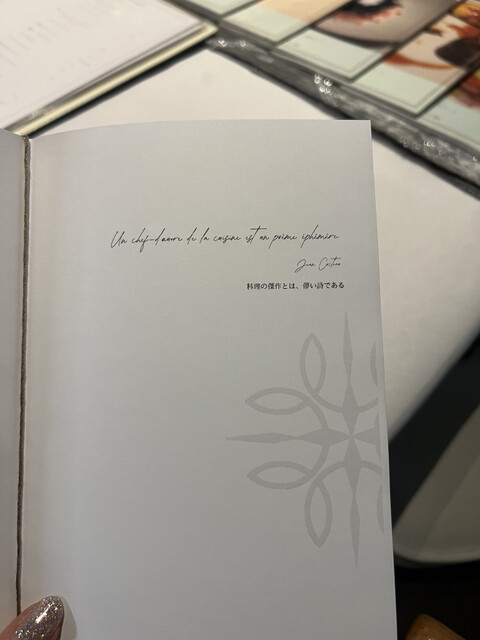 Un chef-d'œuvre de la cuisine est un poème éphémère
Jean Cocteau
料理の傑作とは、儚い詩である